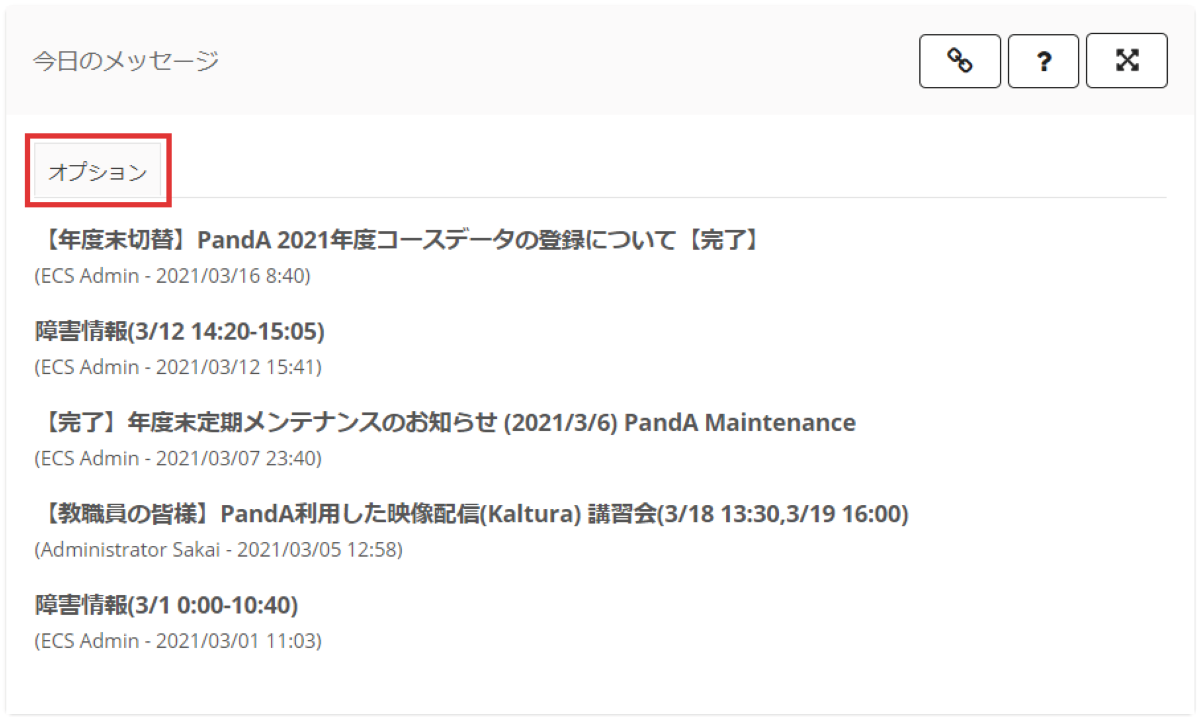 今日のメッセージ
?
オプション
【年度末切替】PandA 2021年度コースデータの登録について【完了】
(ECS Admin - 2021/03/16 8:40)
障害情報(3/12 14:20-15:05)
(ECS Admin - 2021/03/12 15:41)
【完了】年度末定期メンテナンスのお知らせ (2021/3/6) PandA Maintenance
(ECS Admin - 2021/03/07 23:40)
【教職員の皆様】PandA利用した映像配信(Kaltura) 講習会(3/18 13:30,3/19 16:00)
(Administrator Sakai - 2021/03/05 12:58)
障害情報(3/1 0:00-10:40)
(ECS Admin - 2021/03/01 11:03)